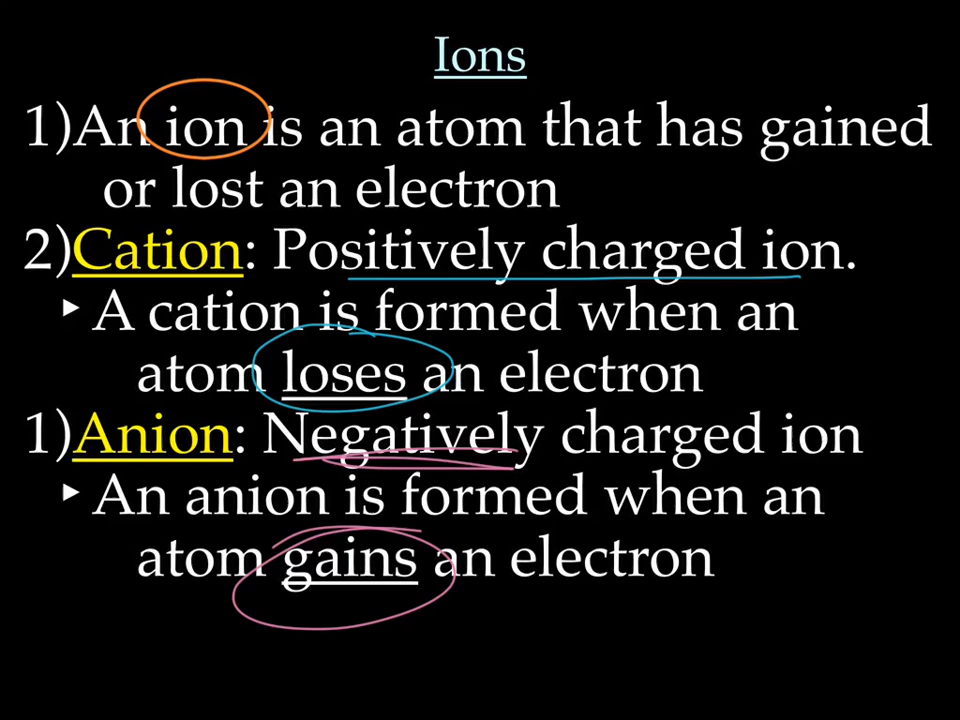 Ions
1)An ion is an atom that has gained
or lost an electron
2)Cation: Positively charged ion.
‣A cation is formed when an
atom loses an electron
1)Anion: Negatively charged ion
‣An anion is formed when an
atom gains an electron